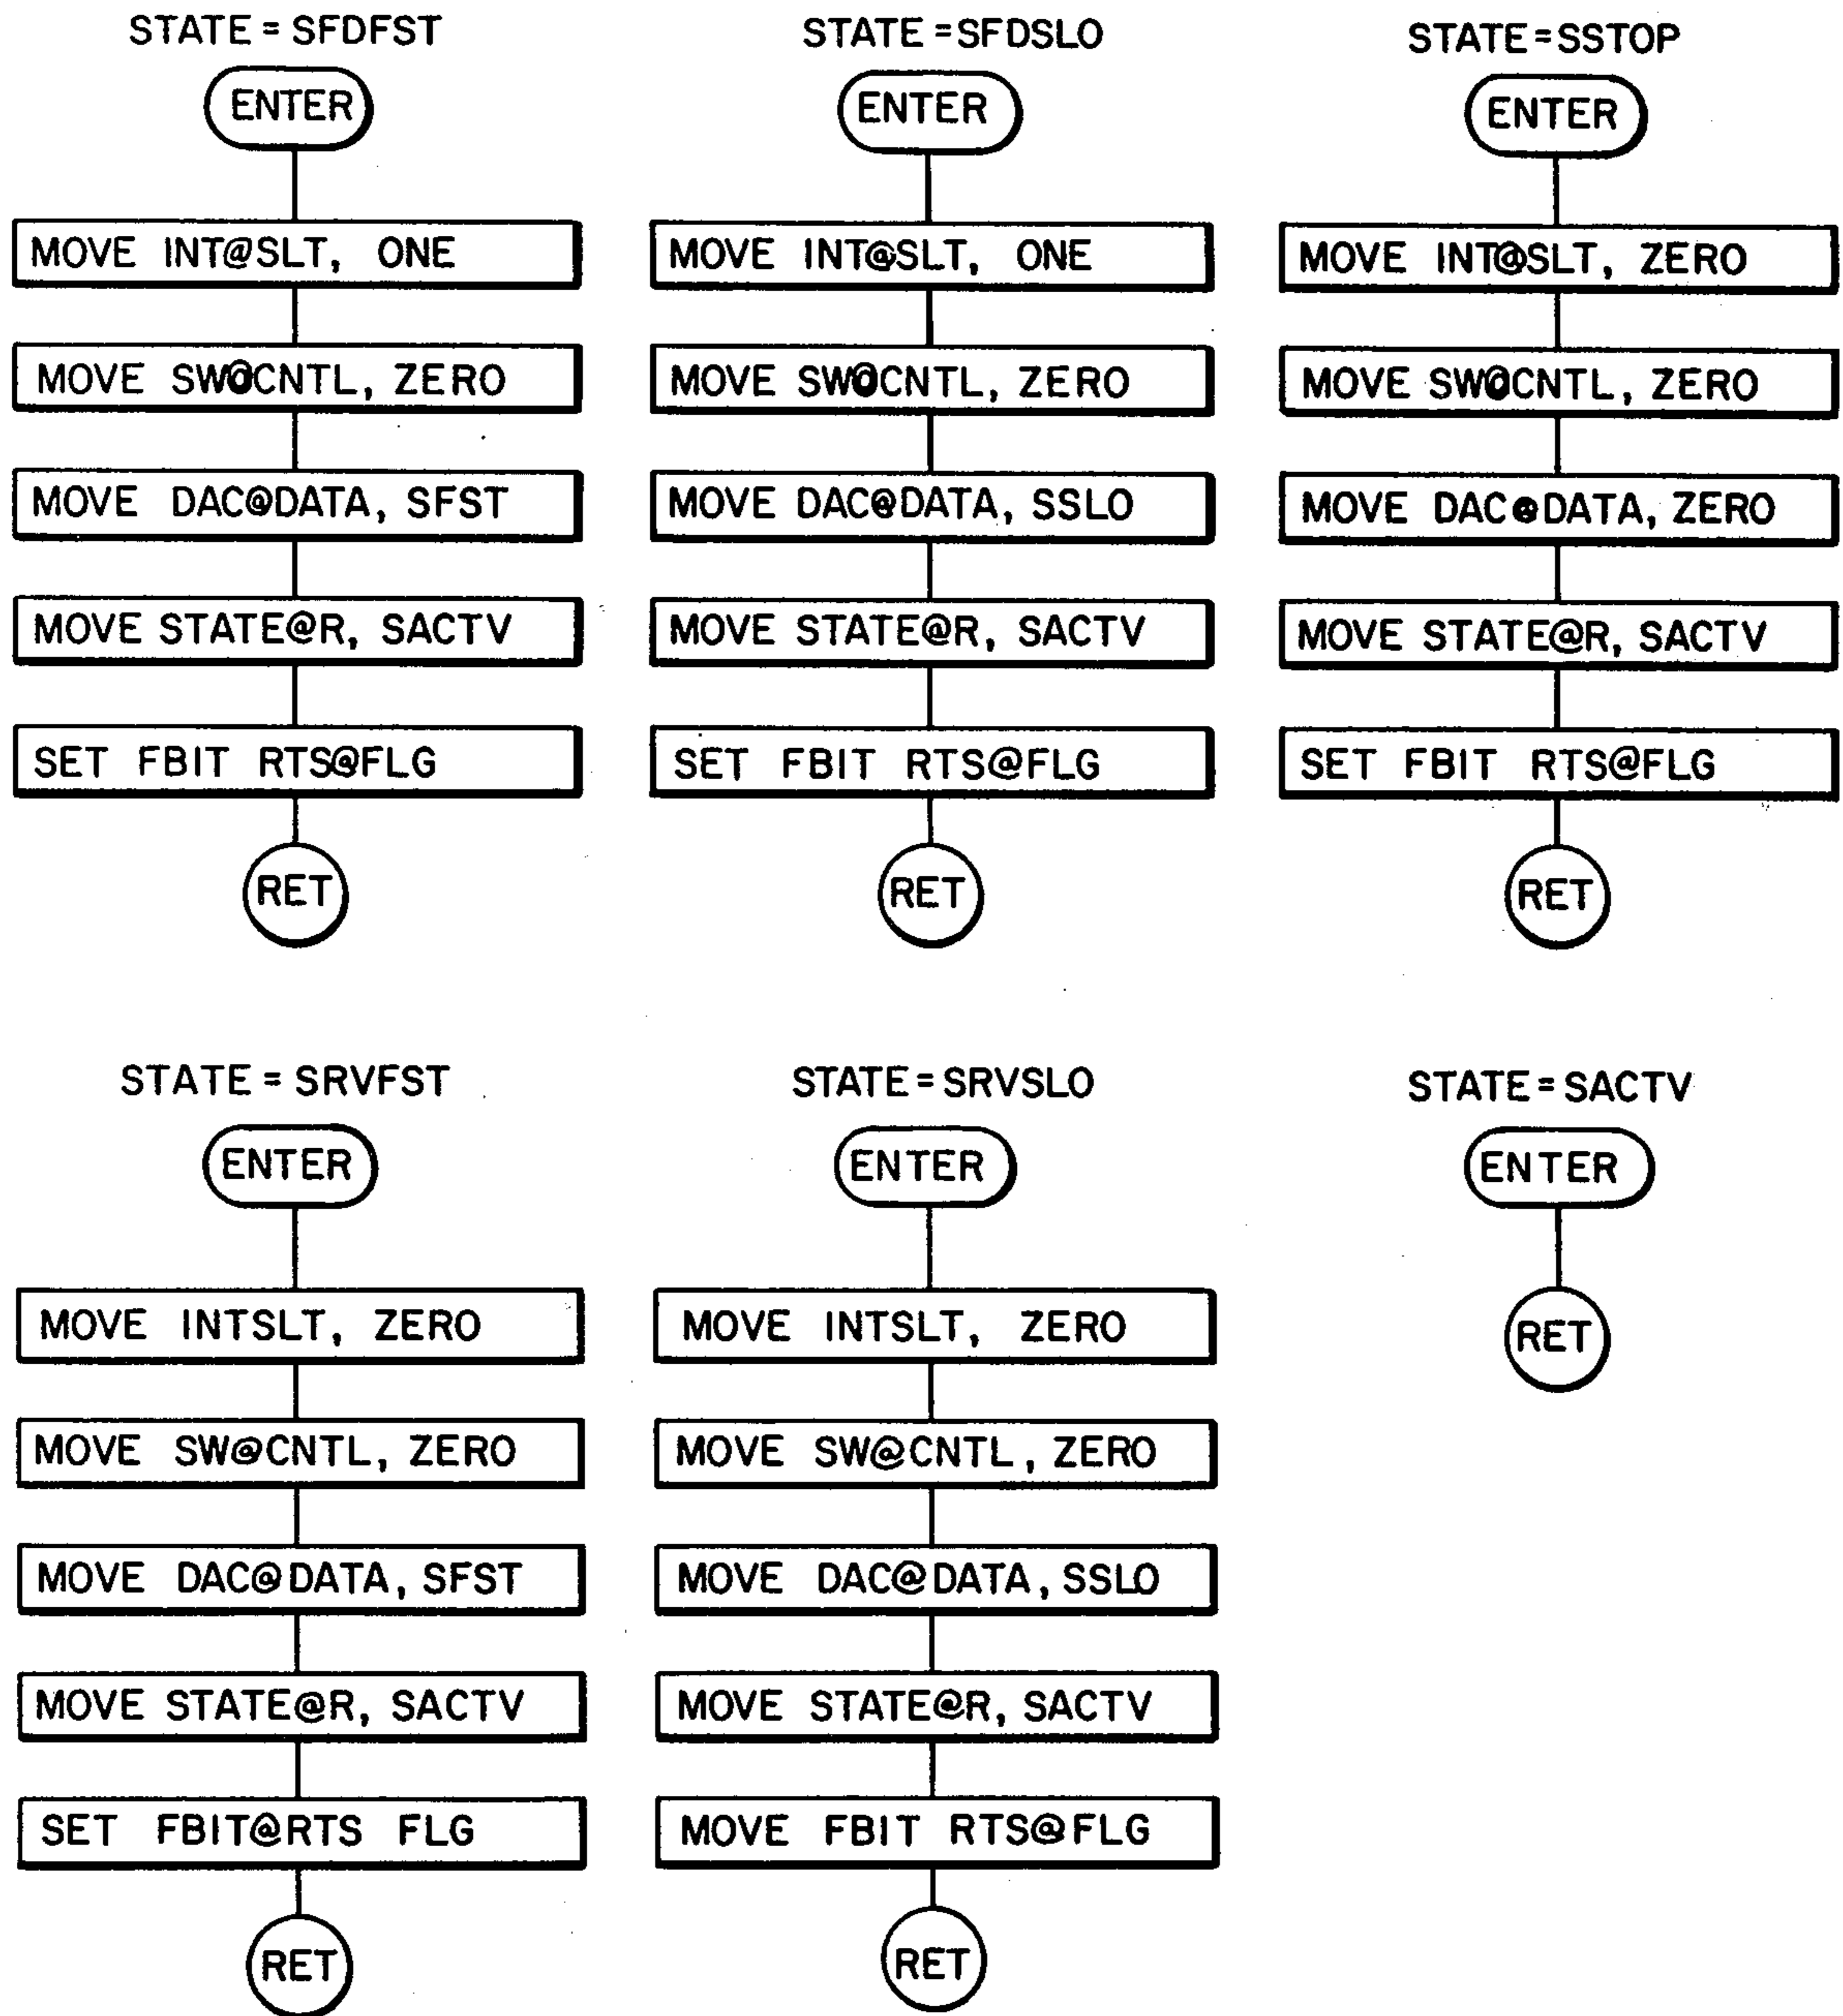 STATE = SFDFST
ENTER
MOVE INT@SLT, ONE
MOVE SW@CNTL, ZERO
MOVE DAC@DATA, SFST
MOVE STATE@R, SACTV
SET FBIT RTS@FLG
RET
STATE = SFDSLO
ENTER
MOVE INT@SLT, ONE
MOVE SW@CNTL, ZERO
MOVE DAC@DATA, SSLO
MOVE STATE@R, SACTV
SET FBIT RTS@FLG
RET
STATE = SSTOP
ENTER
MOVE INT@SLT, ZERO
MOVE SW@CNTL, ZERO
MOVE DAC@DATA, ZERO
MOVE STATE@R, SACTV
SET FBIT RTS@FLG
RET
STATE = SRVFST
ENTER
MOVE INTSLT, ZERO
MOVE SW@CNTL, ZERO
MOVE DAC@DATA, SFST
MOVE STATE@R, SACTV
SET FBIT@RTS FLG
RET
STATE = SRVSLO
ENTER
MOVE INTSLT, ZERO
MOVE SW@CNTL, ZERO
MOVE DAC@DATA, SSLO
MOVE STATE@R, SACTV
MOVE FBIT RTS@FLG
RET
STATE = SACTV
ENTER
RET